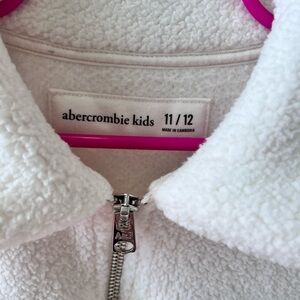 abercrombie kids 11 / 12
MADE IN CAMBODIA